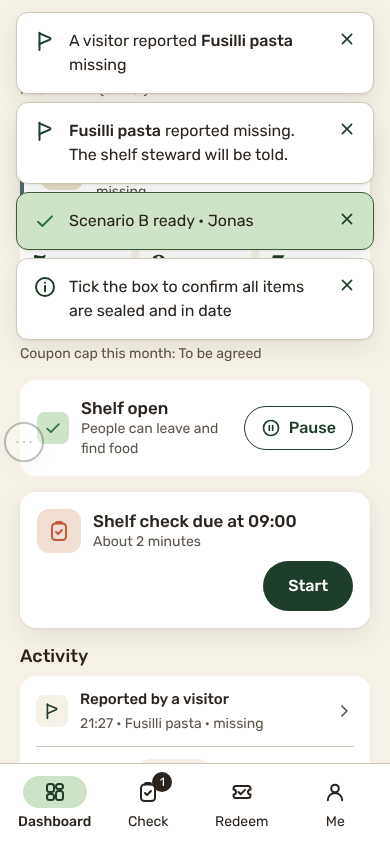 A visitor reported Fusilli pasta
missing
Fusilli pasta reported missing.
The shelf steward will be told.
missing
Scenario B ready • Jonas
Tick the box to confirm all items
are sealed and in date
Coupon cap this month: To be agreed
Shelf open
People can leave and
find food
Pause
Shelf check due at 09:00
About 2 minutes
Start
Activity
Reported by a visitor
21:27 • Fusilli pasta • missing
1
Dashboard
Check
Redeem
Me